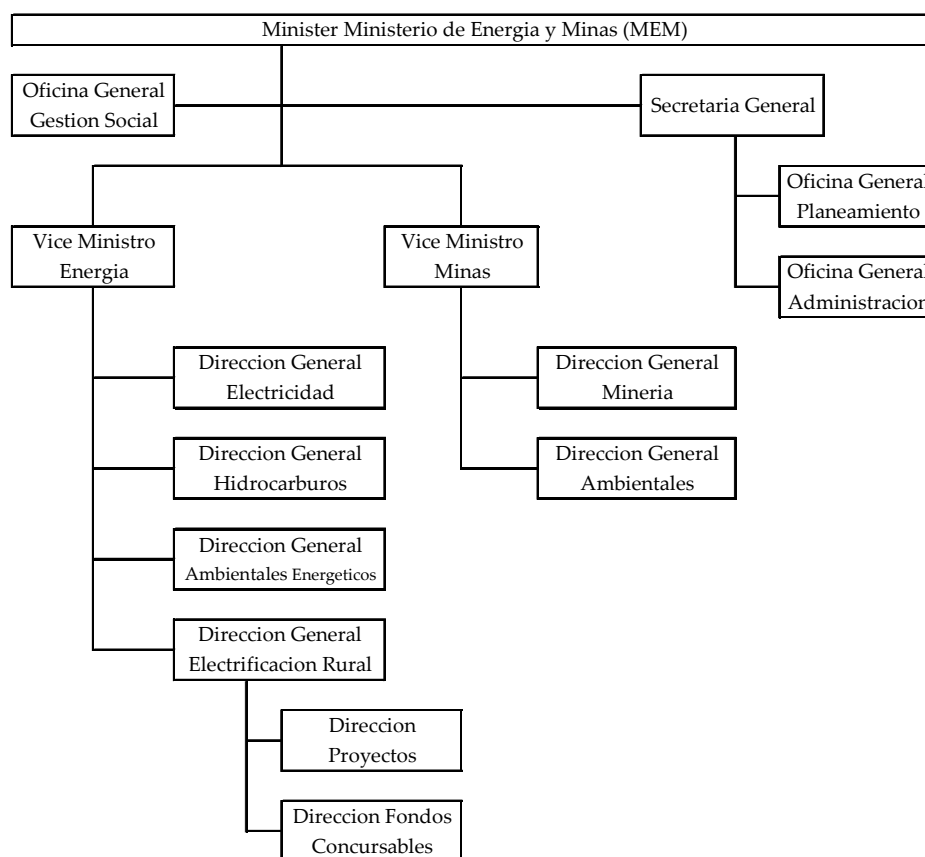 Minister Ministerio de Energia y Minas (MEM)
Oficina General
Gestion Social
Secretaria General
Oficina General
Planeamiento
Oficina General
Administracion
Vice Ministro
Energia
Vice Ministro
Minas
Direccion General
Electricidad
Direccion General
Mineria
Direccion General
Hidrocarburos
Direccion General
Ambientales
Direccion General
Ambientales Energeticos
Direccion General
Electrificacion Rural
Direccion
Proyectos
Direccion Fondos
Concursables